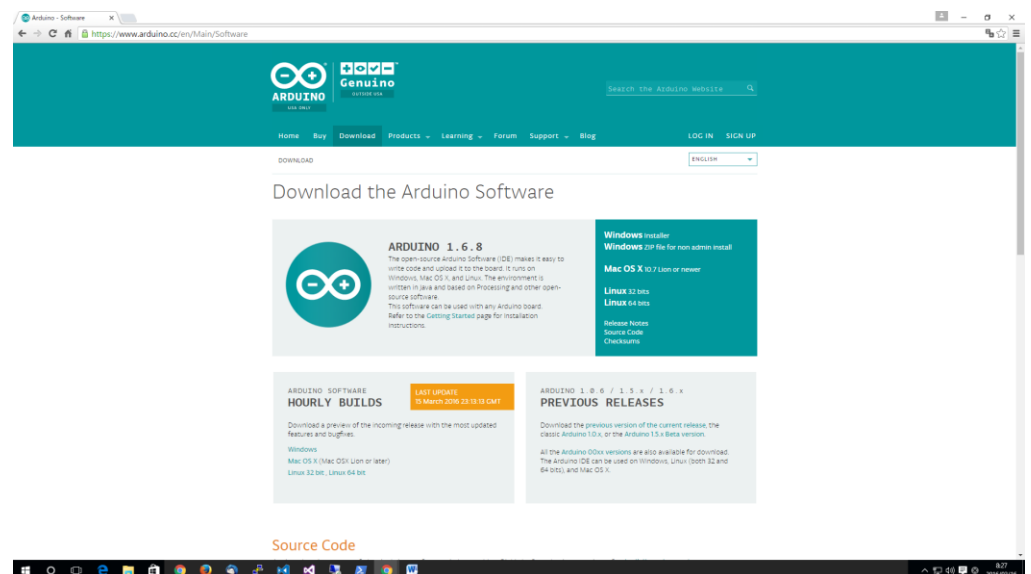 Arduino - Software
https://www.arduino.cc/en/Main/Software
ARDUINO
USA ONLY
Genuino
OUTSIDE USA
Search the Arduino Website
Home Buy Download Products Learning Forum Support Blog LOG IN SIGN UP
DOWNLOAD
ENGLISH
Download the Arduino Software
ARDUINO 1.6.8
The open-source Arduino Software (IDE) makes it easy to
write code and upload it to the board. It runs on
Windows, Mac OS X, and Linux. The environment is
written in Java and based on Processing and other open-
source software.
This software can be used with any Arduino board.
Refer to the Getting Started page for Installation
instructions.
Windows Installer
Windows ZIP file for non admin install
Mac OS X 10.7 Lion or newer
Linux 32 bits
Linux 64 bits
Release Notes
Source Code
Checksums
ARDUINO SOFTWARE
HOURLY BUILDS
LAST UPDATE
15 March 2016 23:13:13 GMT
Download a preview of the incoming release with the most updated
features and bugfixes.
Windows
Mac OS X (Mac OSX Lion or later)
Linux 32 bit, Linux 64 bit
ARDUINO 1.0.6 / 1.5.x / 1.6.x
PREVIOUS RELEASES
Download the previous version of the current release, the
classic Arduino 1.0.x, or the Arduino 1.5.x Beta version.
All the Arduino 00xx versions are also available for download.
The Arduino IDE can be used on Windows, Linux (both 32 and
64 bits), and Mac OS X.
Source Code
8:27